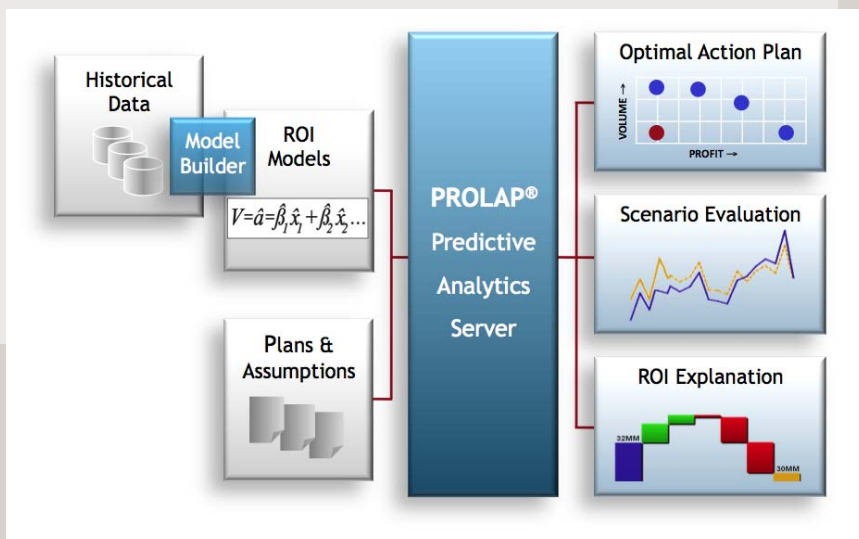 Historical
Data
Model
Builder
ROI
Models
V=â=β̂₁x̂₁+β̂₂x̂₂...
Plans &
Assumptions
PROLAP®
Predictive
Analytics
Server
Optimal Action Plan
VOLUME →
PROFIT →
Scenario Evaluation
ROI Explanation
32MM
30MM